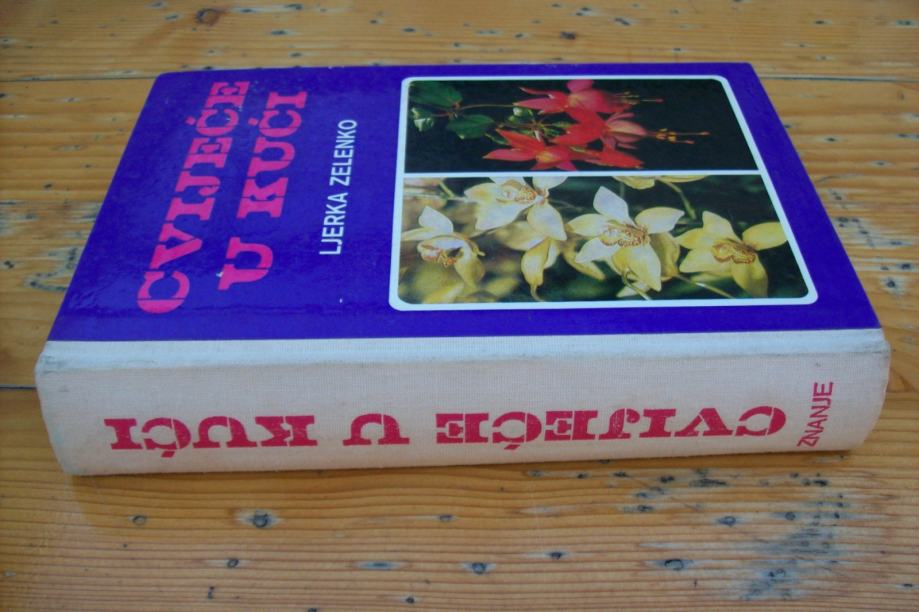 CVIJEĆE
U KUĆI
LJERKA ZELENKO
CVIJEĆE U KUĆI
ZNANJE